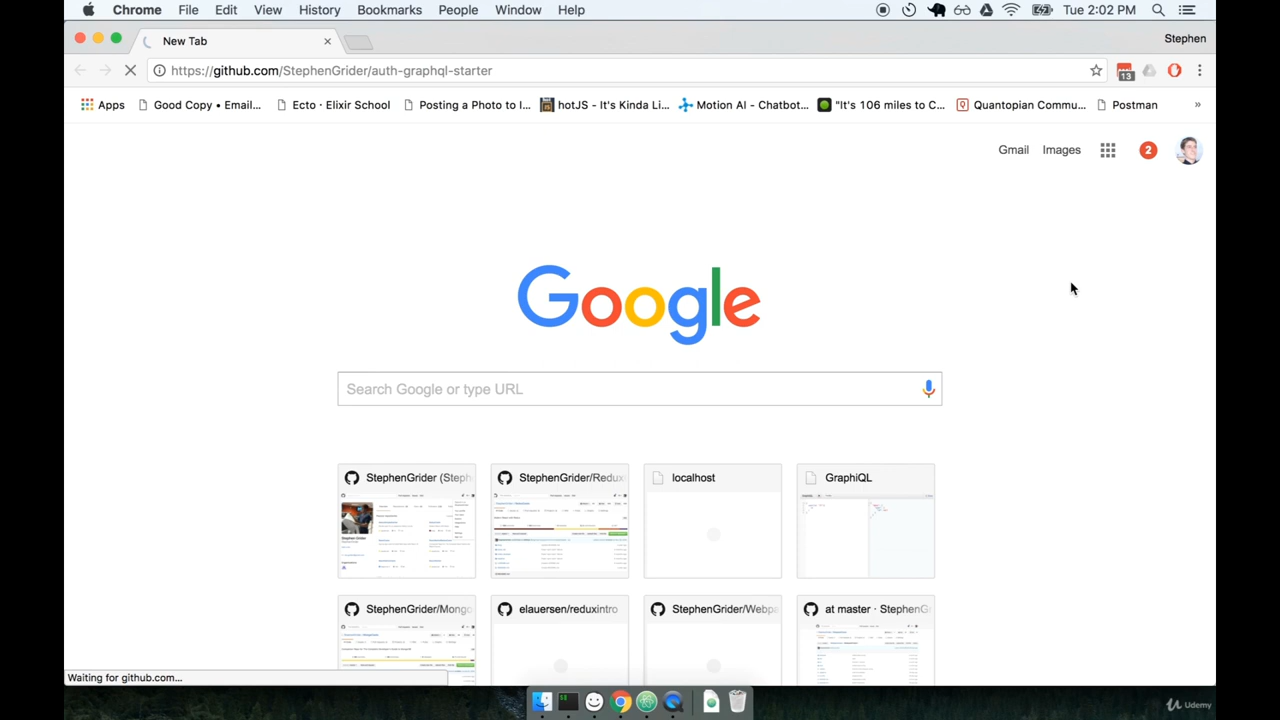 Chrome File Edit View History Bookmarks People Window Help Tue 2:02 PM
New Tab Stephen
https://github.com/StephenGrider/auth-graphql-starter 13
Apps Good Copy • Email... Ecto · Elixir School Posting a Photo to I... hotJS - It's Kinda Li... Motion AI - Chatbot... "It's 106 miles to C... Quantopian Commu... Postman »
Gmail Images 2
Google
Search Google or type URL
StephenGrider (Steph StephenGrider/Redux localhost GraphiQL
StephenGrider/Mongo elauersen/reduxintro StephenGrider/Webpa at master · StephenG
Waiting for github.com...
Udemy